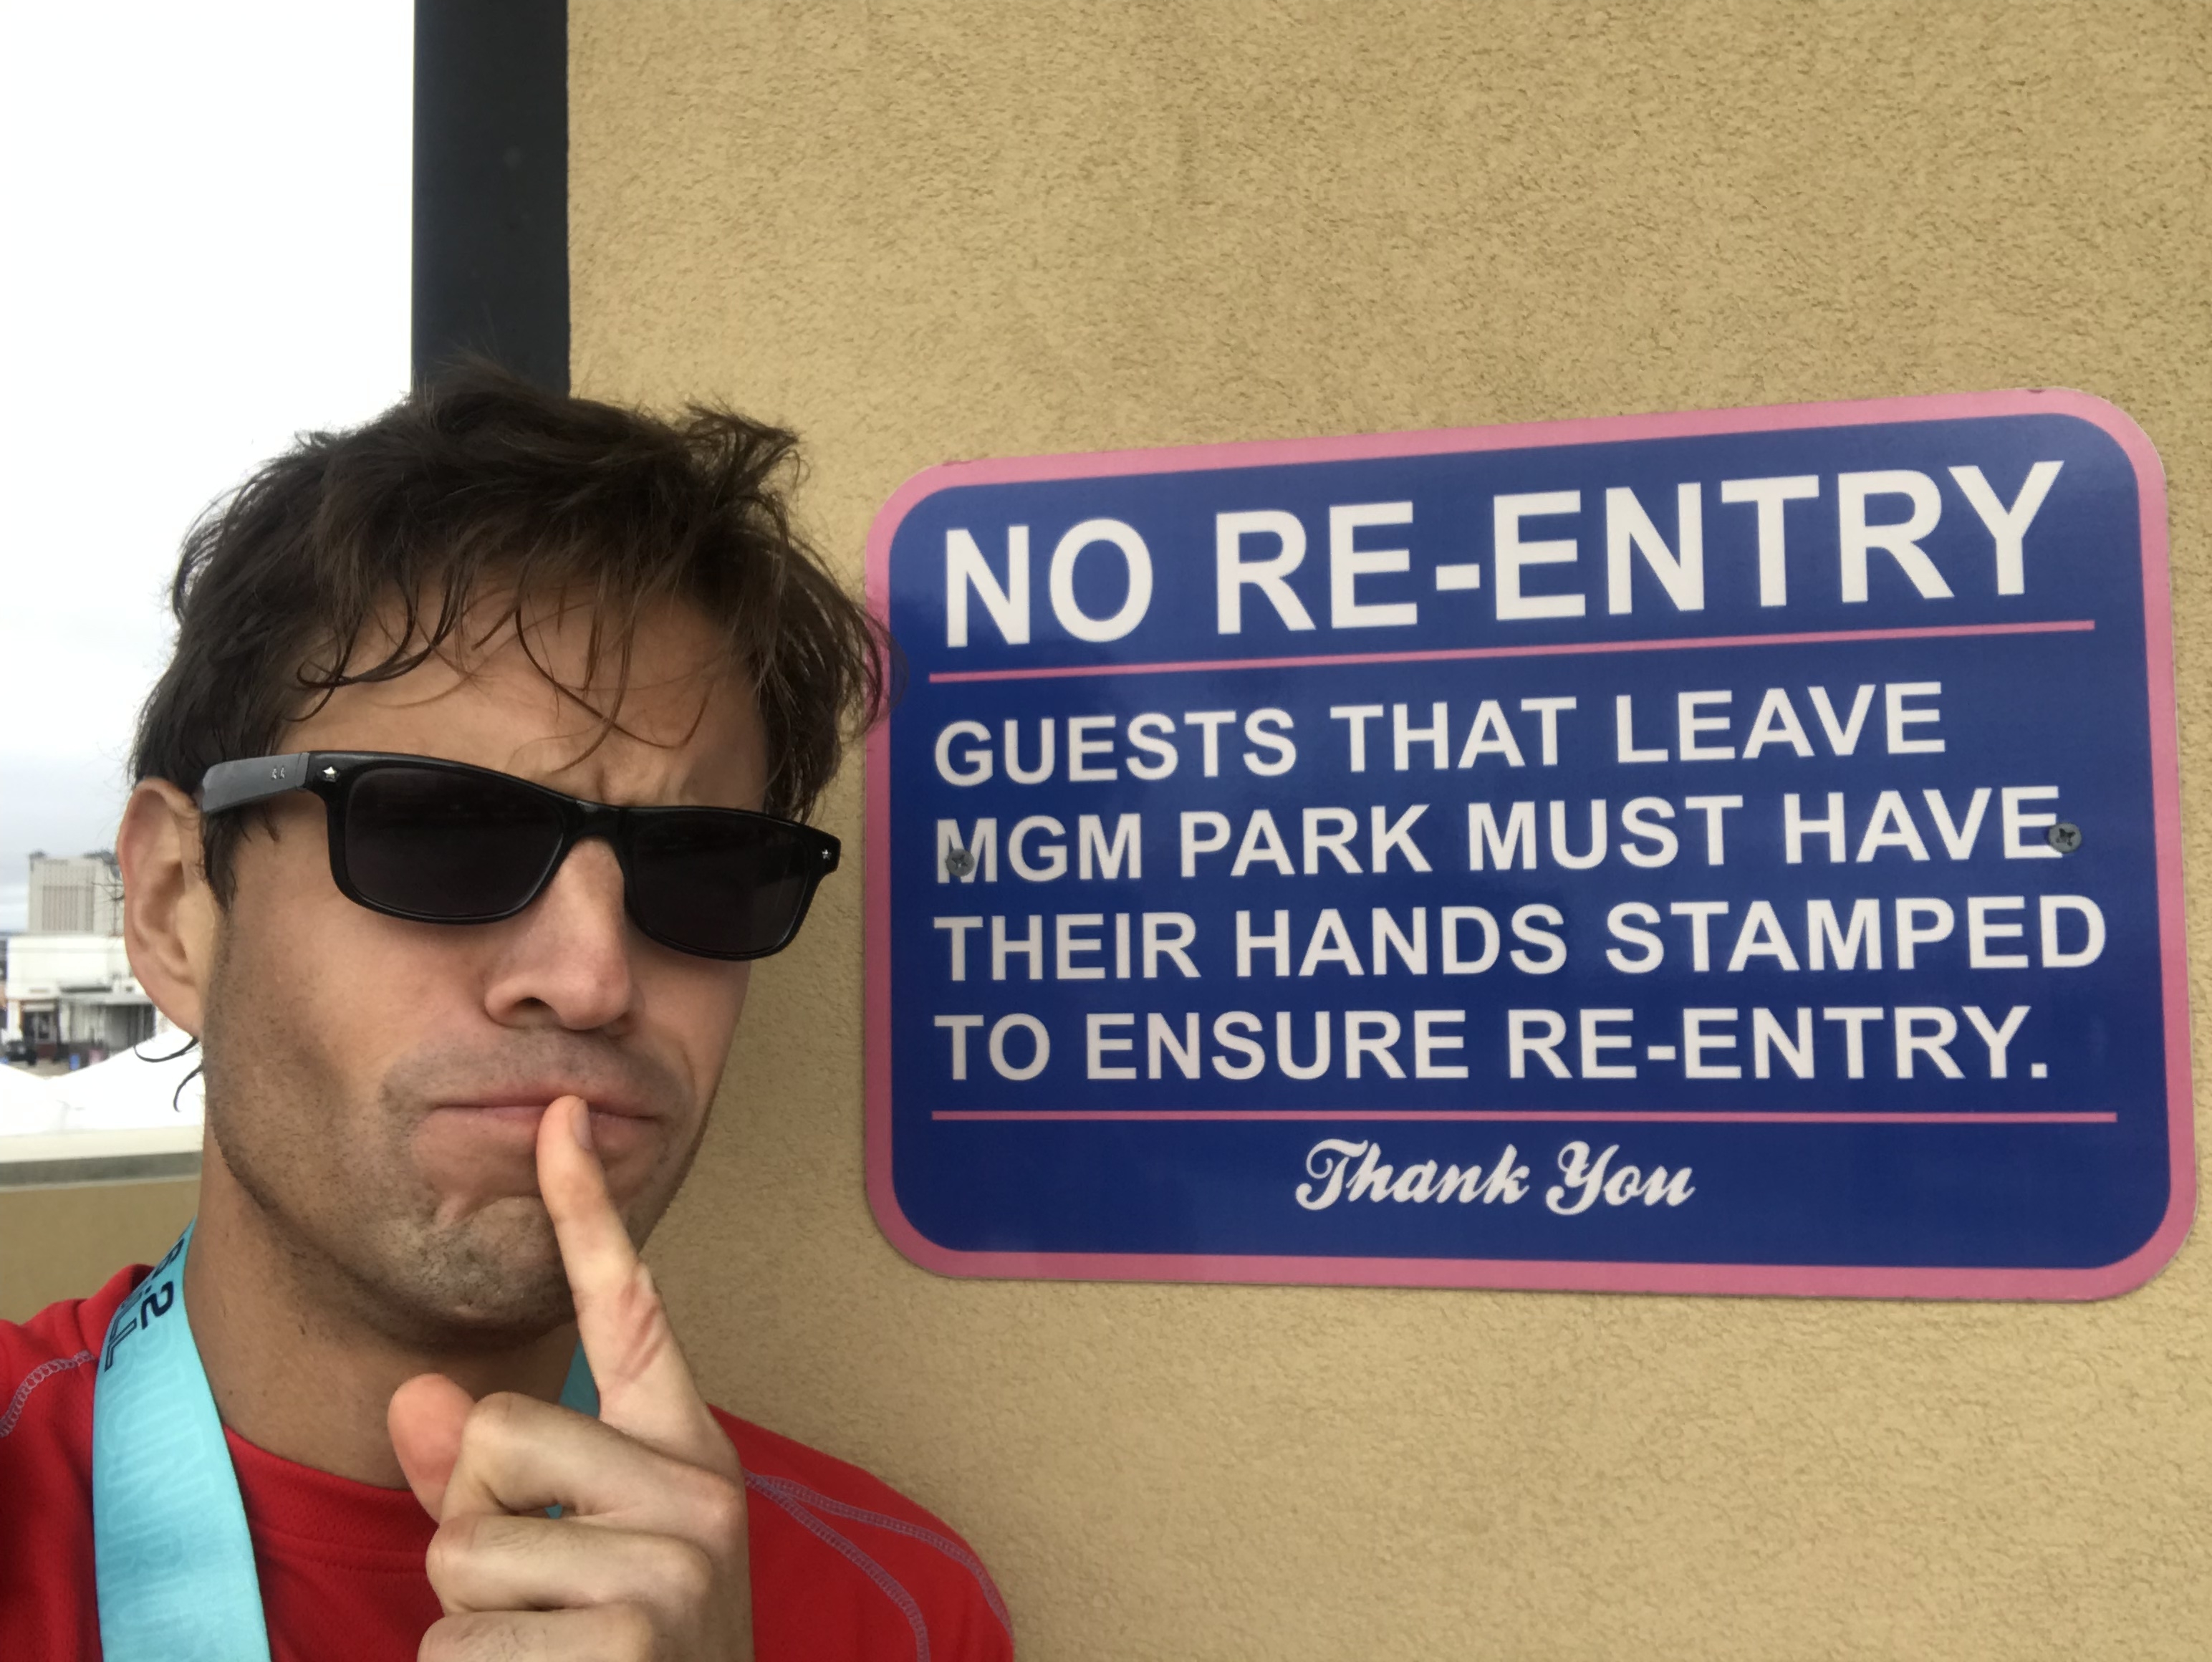 NO RE-ENTRY
GUESTS THAT LEAVE
MGM PARK MUST HAVE
THEIR HANDS STAMPED
TO ENSURE RE-ENTRY.
Thank You